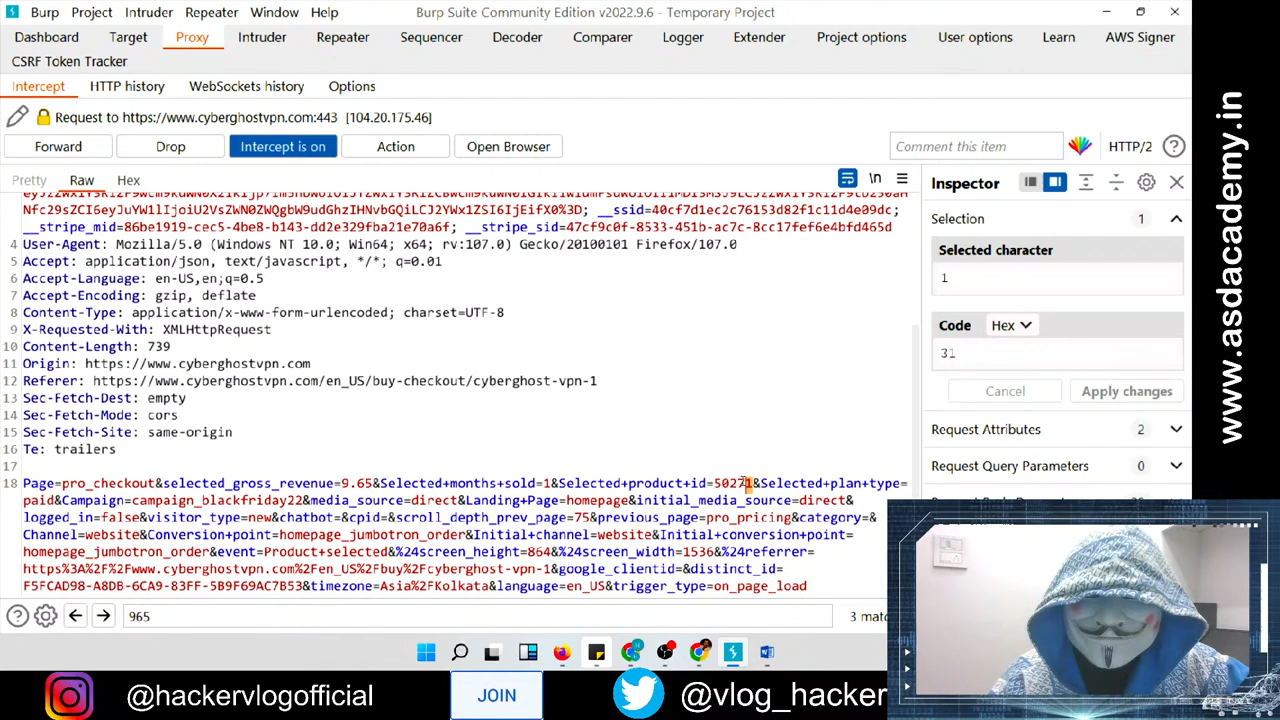 Burp Project Intruder Repeater Window Help
Burp Suite Community Edition v2022.9.6 - Temporary Project
Dashboard Target Proxy Intruder Repeater Sequencer Decoder Comparer Logger Extender Project options User options Learn AWS Signer
CSRF Token Tracker
Intercept HTTP history WebSockets history Options
Request to https://www.cyberghostvpn.com:443 [104.20.175.46]
Forward Drop Intercept is on Action Open Browser Comment this item HTTP/2 ?
Pretty Raw Hex \n
Nfc29sZCI6eyJuYW1lIjoiU2VsZWN0ZWQgbW9udGhzIHNvbGQiLCJ2YWx1ZSI6IjEifX0%3D; __ssid=40cf7d1ec2c76153d82f1c11d4e09dc;
__stripe_mid=86be1919-cec5-4be8-b143-dd2e329fba21e70a6f; __stripe_sid=47cf9c0f-8533-451b-ac7c-8cc17fef6e4bfd465d
4 User-Agent: Mozilla/5.0 (Windows NT 10.0; Win64; x64; rv:107.0) Gecko/20100101 Firefox/107.0
5 Accept: application/json, text/javascript, */*; q=0.01
6 Accept-Language: en-US,en;q=0.5
7 Accept-Encoding: gzip, deflate
8 Content-Type: application/x-www-form-urlencoded; charset=UTF-8
9 X-Requested-With: XMLHttpRequest
10 Content-Length: 739
11 Origin: https://www.cyberghostvpn.com
12 Referer: https://www.cyberghostvpn.com/en_US/buy-checkout/cyberghost-vpn-1
13 Sec-Fetch-Dest: empty
14 Sec-Fetch-Mode: cors
15 Sec-Fetch-Site: same-origin
16 Te: trailers
17
18 Page=pro_checkout&selected_gross_revenue=9.65&Selected+months+sold=1&Selected+product+id=50271&Selected+plan+type=
paid&Campaign=campaign_blackfriday22&media_source=direct&Landing+Page=homepage&initial_media_source=direct&
logged_in=false&visitor_type=new&chatbot=&cpid=&scroll_depth_prev_page=75&previous_page=pro_pricing&category=&
Channel=website&Conversion+point=homepage_jumbotron_order&Initial+channel=website&Initial+conversion+point=
homepage_jumbotron_order&event=Product+selected&%24screen_height=864&%24screen_width=1536&%24referrer=
https%3A%2F%2Fwww.cyberghostvpn.com%2Fen_US%2Fbuy%2Fcyberghost-vpn-1&google_clientid=&distinct_id=
F5FCAD98-A8DB-6CA9-83FF-5B9F69AC7B53&timezone=Asia%2FKolkata&language=en_US&trigger_type=on_page_load
? 965 3 mat
Inspector
Selection 1
Selected character
1
Code Hex
31
Cancel Apply changes
Request Attributes 2
Request Query Parameters 0
www.asdacademy.in
@hackervlogofficial
JOIN
@vlog_hacker